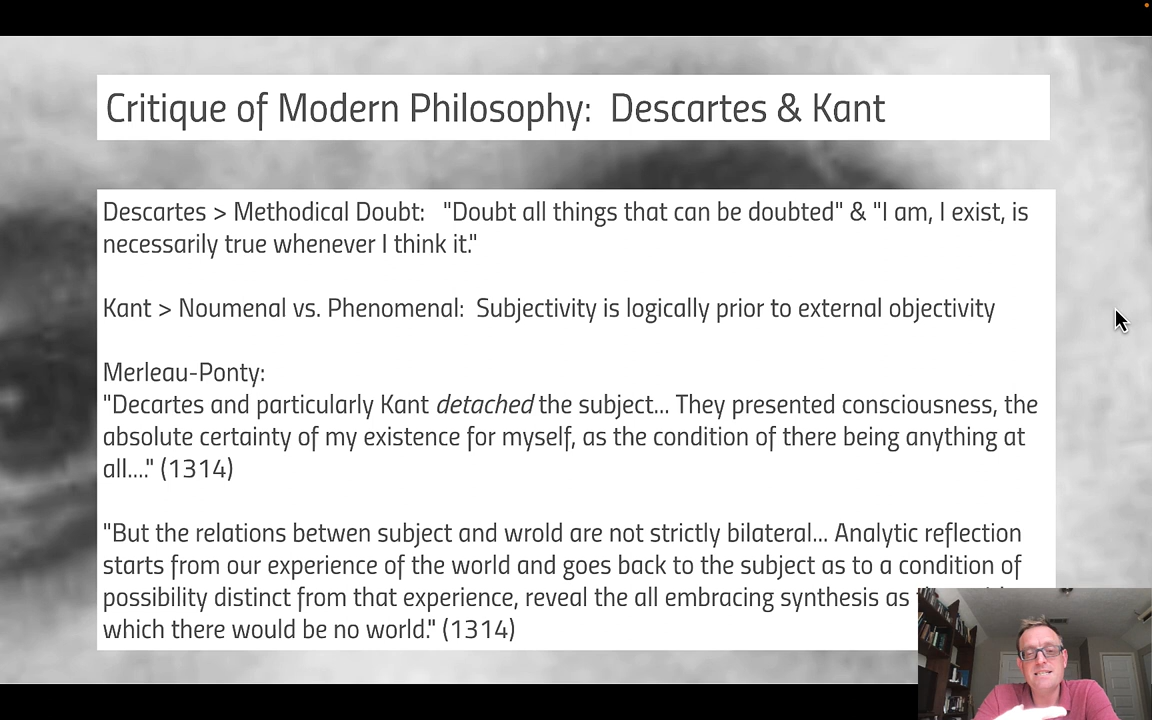 Critique of Modern Philosophy: Descartes & Kant
Descartes > Methodical Doubt: "Doubt all things that can be doubted" & "I am, I exist, is
necessarily true whenever I think it."
Kant > Noumenal vs. Phenomenal: Subjectivity is logically prior to external objectivity
Merleau-Ponty:
"Decartes and particularly Kant detached the subject... They presented consciousness, the
absolute certainty of my existence for myself, as the condition of there being anything at
all...." (1314)
"But the relations betwen subject and wrold are not strictly bilateral... Analytic reflection
starts from our experience of the world and goes back to the subject as to a condition of
possibility distinct from that experience, reveal the all embracing synthesis as
which there would be no world." (1314)